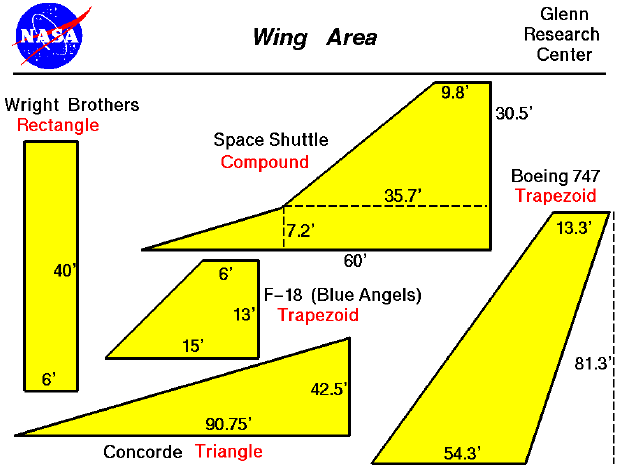 NASA
Wing Area
Glenn
Research
Center
Wright Brothers
Rectangle
40'
6'
Space Shuttle
Compound
9.8'
30.5'
35.7'
7.2'
60'
Boeing 747
Trapezoid
13.3'
81.3'
54.3'
6'
13'
15'
F-18 (Blue Angels)
Trapezoid
42.5'
90.75'
Concorde Triangle